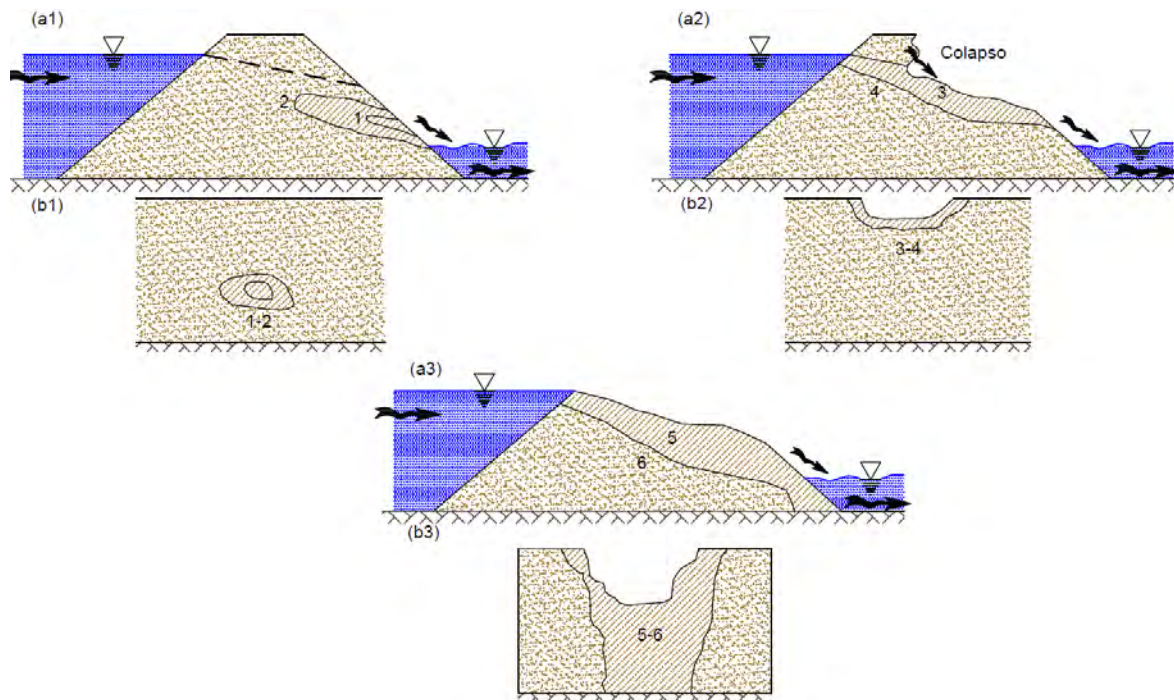 (a1)
2
1
(b1)
1-2
(a2)
Colapso
3
4
(b2)
3-4
(a3)
5
6
(b3)
5-6